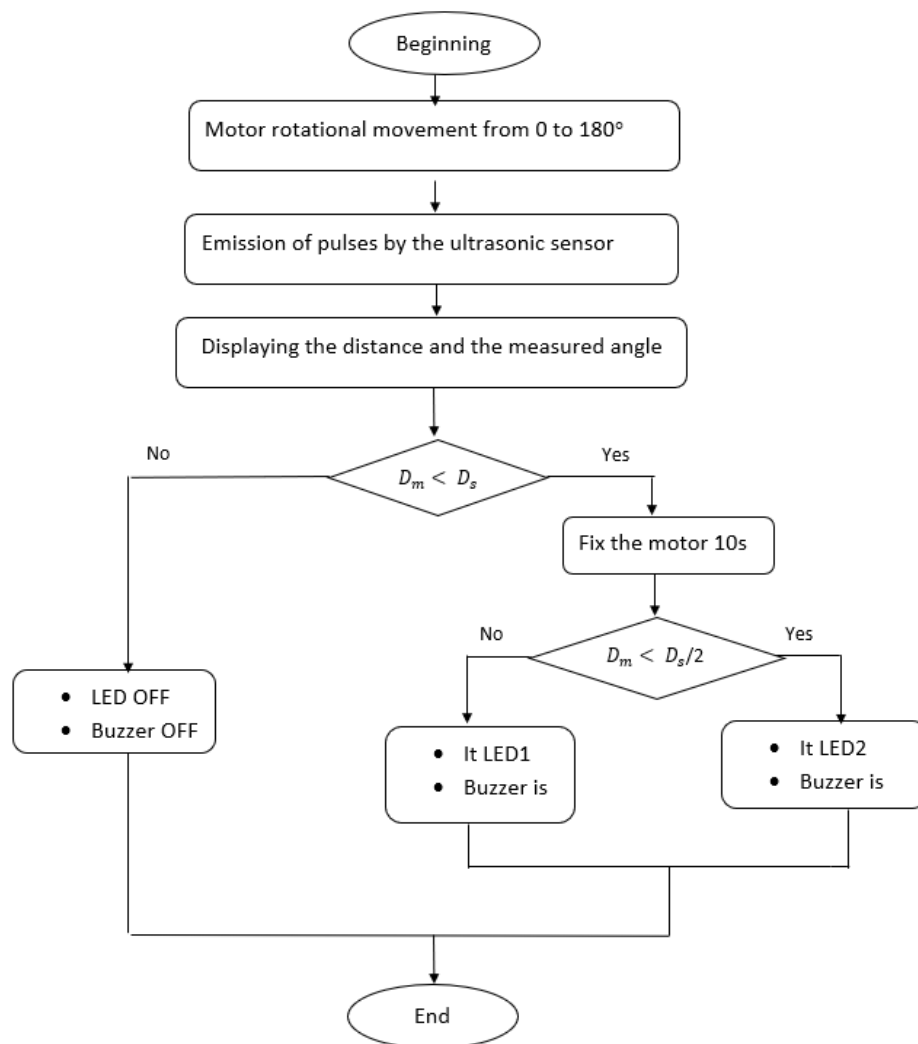 Beginning
Motor rotational movement from 0 to 180°
Emission of pulses by the ultrasonic sensor
Displaying the distance and the measured angle
No
Yes
D_m < D_s
Fix the motor 10s
No
Yes
D_m < D_s/2
• LED OFF
• Buzzer OFF
• It LED1
• Buzzer is
• It LED2
• Buzzer is
End